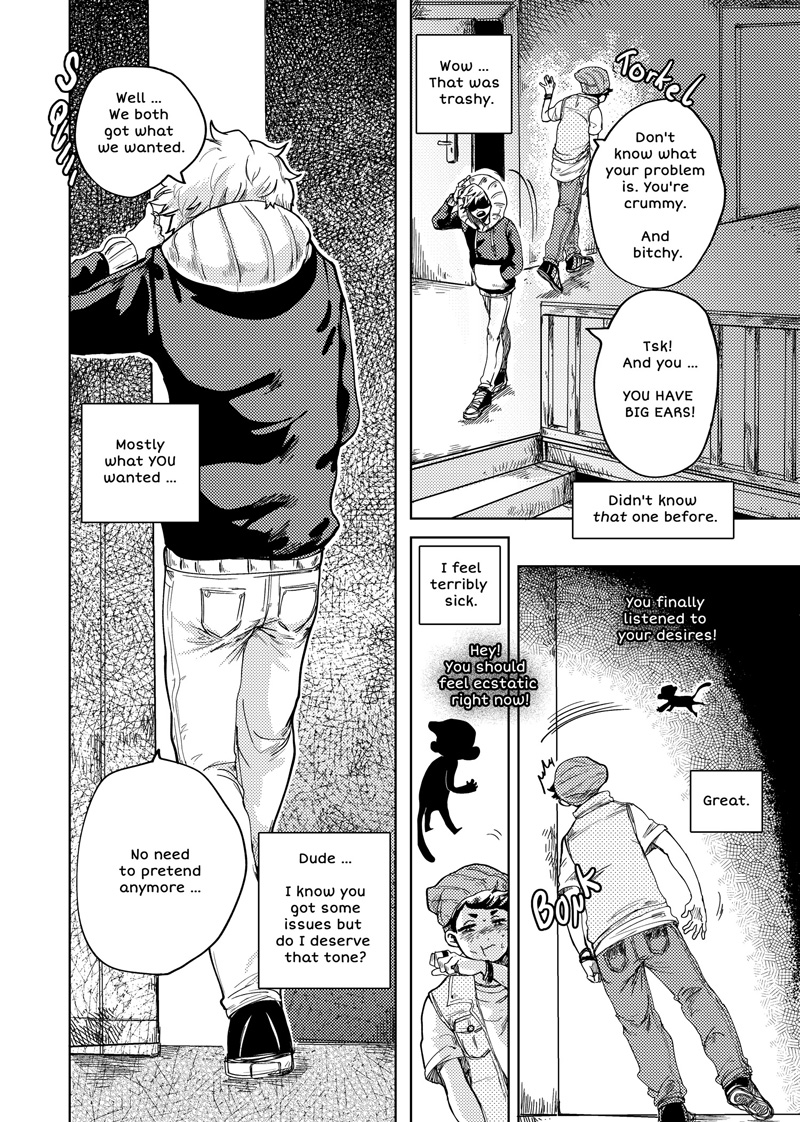 Well ...
We both
got what
we wanted.
Mostly
what YOU
wanted ...
No need
to pretend
anymore ...
Dude ...
I know you
got some
issues but
do I deserve
that tone?
Wow ...
That was
trashy.
Torkel
Don't
know what
your problem
is. You're
crummy.
And
bitchy.
Tsk!
And you ...
YOU HAVE
BIG EARS!
Didn't know
that one before.
I feel
terribly
sick.
Hey!
You should
feel ecstatic
right now!
You finally
listened to
your desires!
Great.
BONK